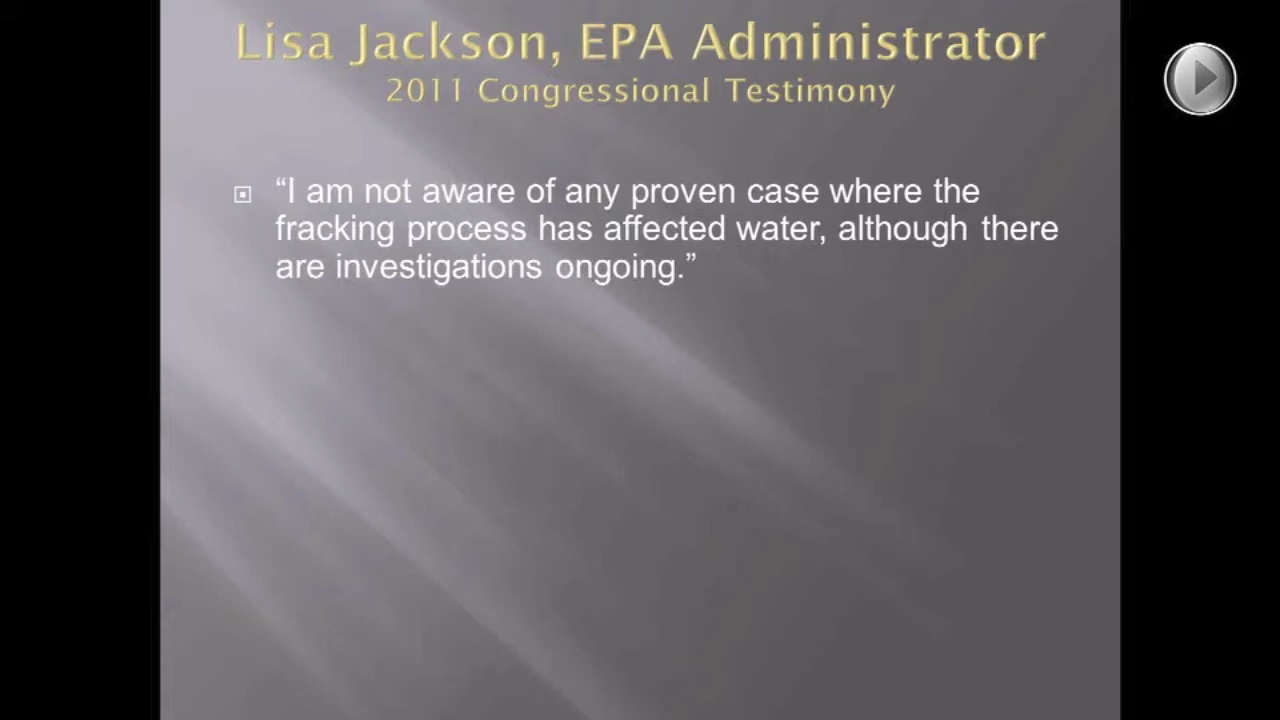 Lisa Jackson, EPA Administrator
2011 Congressional Testimony
“I am not aware of any proven case where the
fracking process has affected water, although there
are investigations ongoing.”